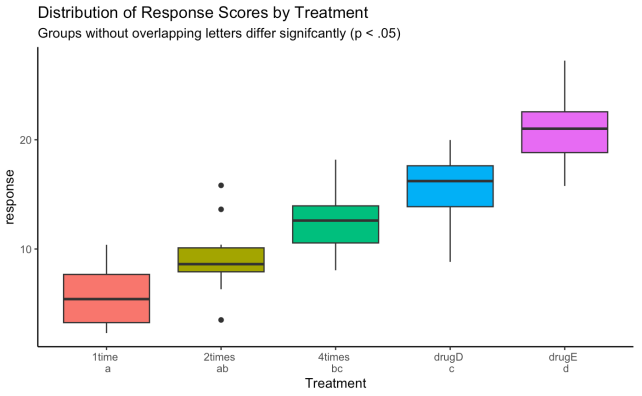 Distribution of Response Scores by Treatment
Groups without overlapping letters differ signifcantly (p < .05)
20
10
response
1time 2times 4times drugD drugE
a ab bc c d
Treatment